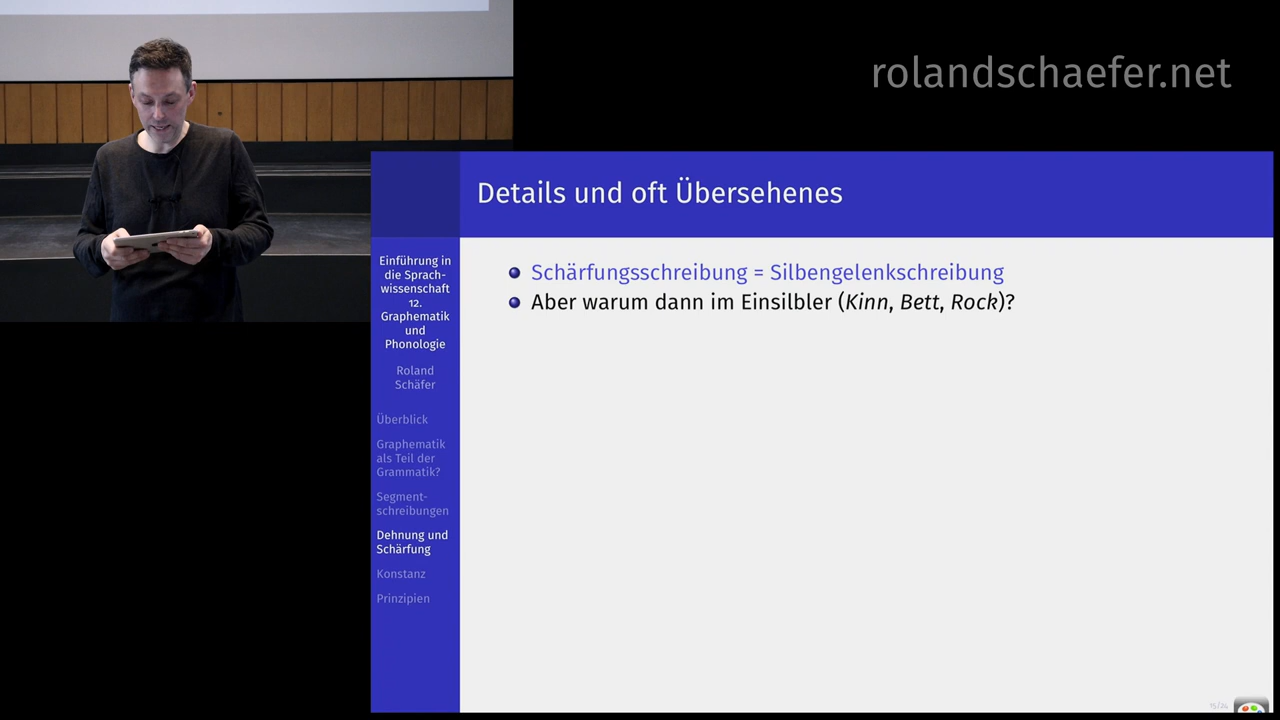 rolandschaefer.net
Details und oft Übersehenes
Einführung in
die Sprach-
wissenschaft
12.
Graphematik
und
Phonologie
Roland
Schäfer
Überblick
Graphematik
als Teil der
Grammatik?
Segment-
schreibungen
Dehnung und
Schärfung
Konstanz
Prinzipien
Schärfungsschreibung = Silbengelenkschreibung
Aber warum dann im Einsilbler (Kinn, Bett, Rock)?
15/24